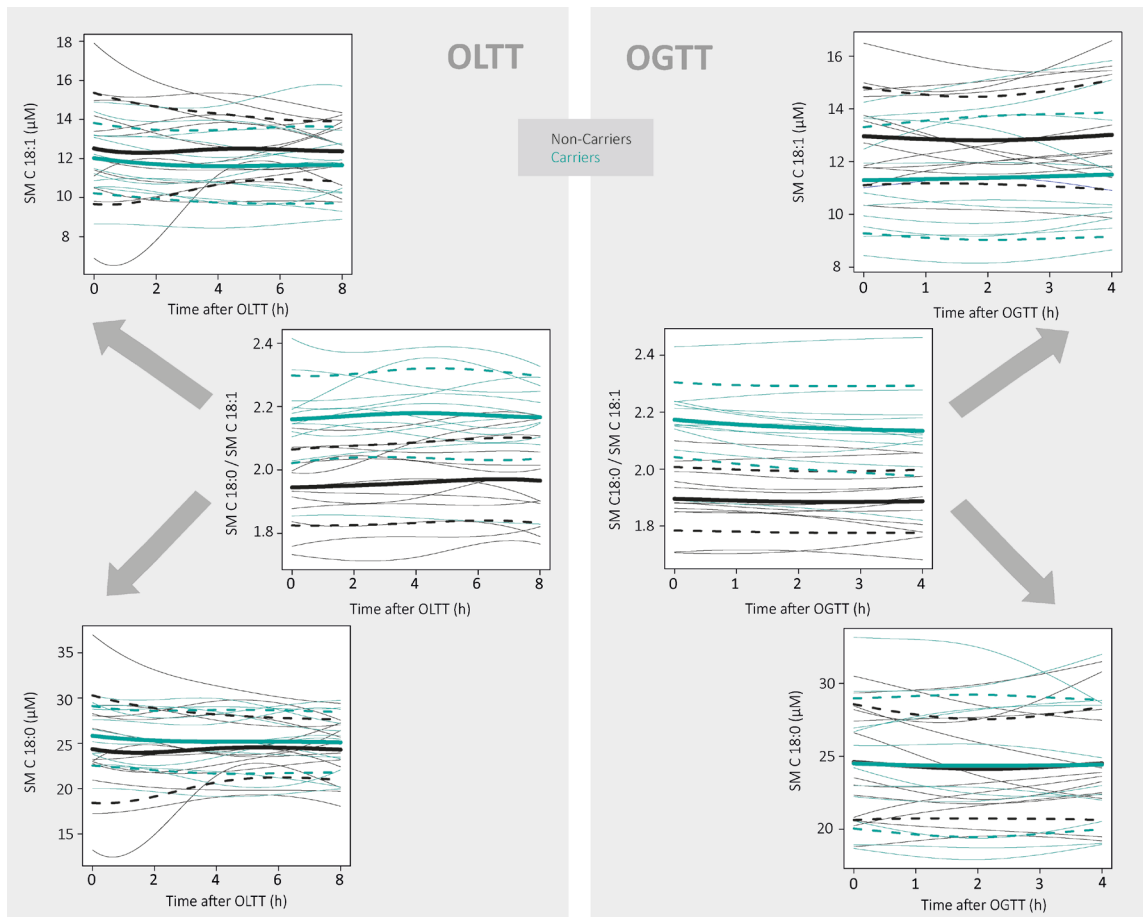 OLTT
18
16
14
12
10
8
SM C 18:1 (µM)
0 2 4 6 8
Time after OLTT (h)
OGTT
16
14
12
10
8
SM C 18:1 (µM)
0 1 2 3 4
Time after OGTT (h)
Non-Carriers
Carriers
2.4
2.2
2.0
1.8
SM C 18:0 / SM C 18:1
0 2 4 6 8
Time after OLTT (h)
2.4
2.2
2.0
1.8
SM C18:0 / SM C 18:1
0 1 2 3 4
Time after OGTT (h)
35
30
25
20
15
SM C 18:0 (µM)
0 2 4 6 8
Time after OLTT (h)
30
25
20
SM C 18:0 (µM)
0 1 2 3 4
Time after OGTT (h)